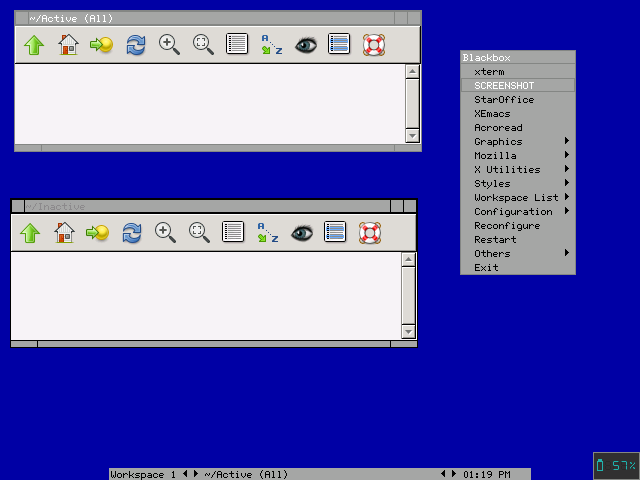 ~/Active (All)
A
Z
Blackbox
xterm
SCREENSHOT
StarOffice
XEmacs
Acroread
Graphics
Mozilla
X Utilities
Styles
Workspace List
Configuration
Reconfigure
Restart
Others
Exit
~/Inactive
A
Z
57%
Workspace 1
~/Active (All)
01:19 PM